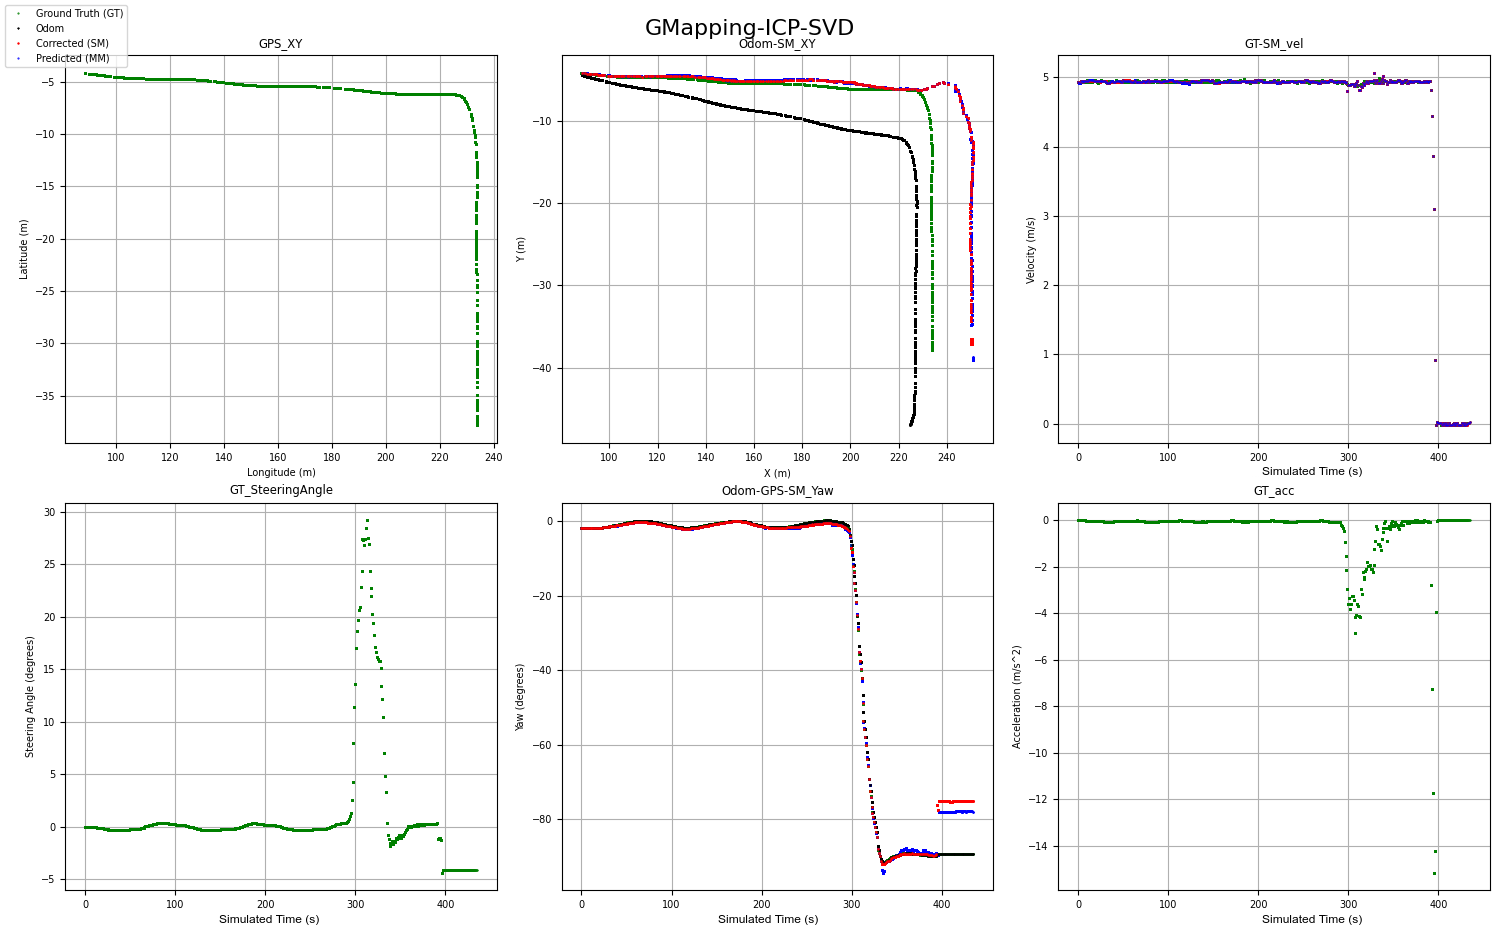 GMapping-ICP-SVD
Ground Truth (GT)
Odom
Corrected (SM)
Predicted (MM)
GPS_XY
−5
−10
−15
−20
−25
−30
−35
Latitude (m)
100 120 140 160 180 200 220 240
Longitude (m)
Odom-SM_XY
−10
−20
−30
−40
Y (m)
100 120 140 160 180 200 220 240
X (m)
GT-SM_vel
5
4
3
2
1
0
Velocity (m/s)
0 100 200 300 400
Simulated Time (s)
GT_SteeringAngle
30
25
20
15
10
5
0
−5
Steering Angle (degrees)
0 100 200 300 400
Simulated Time (s)
Odom-GPS-SM_Yaw
0
−20
−40
−60
−80
Yaw (degrees)
0 100 200 300 400
Simulated Time (s)
GT_acc
0
−2
−4
−6
−8
−10
−12
−14
Acceleration (m/s^2)
0 100 200 300 400
Simulated Time (s)